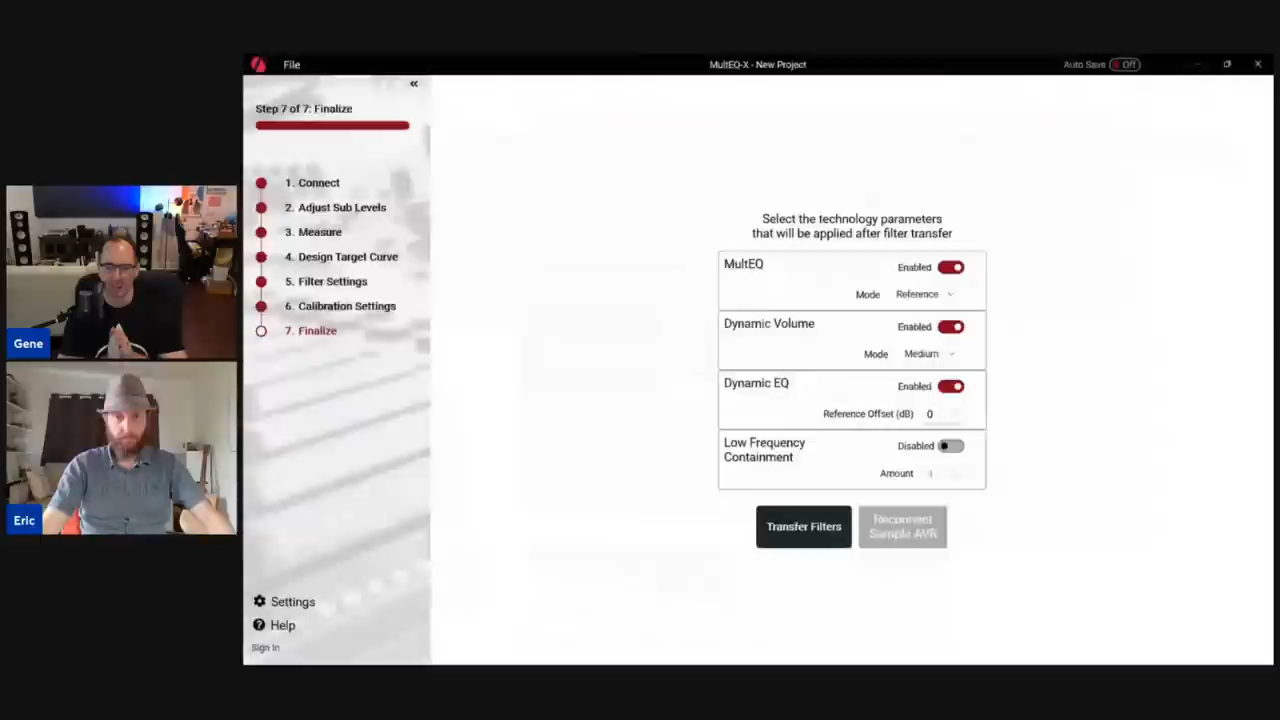 File
MultEQ-X - New Project
Auto Save
Off
«
Step 7 of 7: Finalize
1. Connect
2. Adjust Sub Levels
3. Measure
4. Design Target Curve
5. Filter Settings
6. Calibration Settings
7. Finalize
Gene
Eric
Select the technology parameters
that will be applied after filter transfer
MultEQ
Enabled
Mode Reference
Dynamic Volume
Enabled
Mode Medium
Dynamic EQ
Enabled
Reference Offset (dB) 0
Low Frequency
Containment
Disabled
Amount
Transfer Filters
Reconnect
Sample AVR
Settings
Help
Sign In